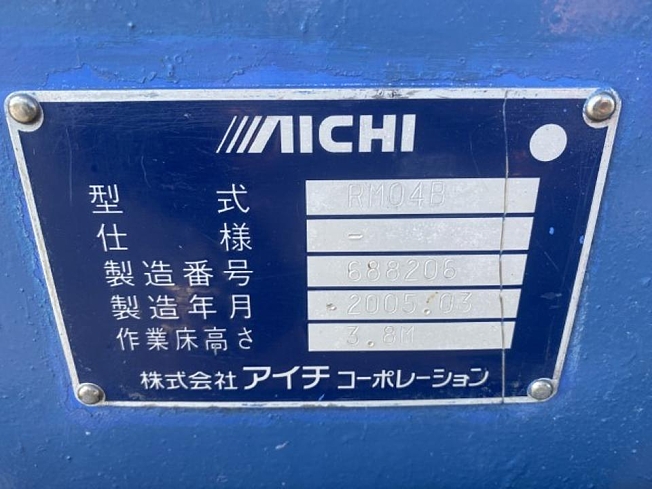 AICHI
型式 RM04B
仕様 -
製造番号 688206
製造年月 2005.03
作業床高さ 3.8M
株式会社 アイチ コーポレーション